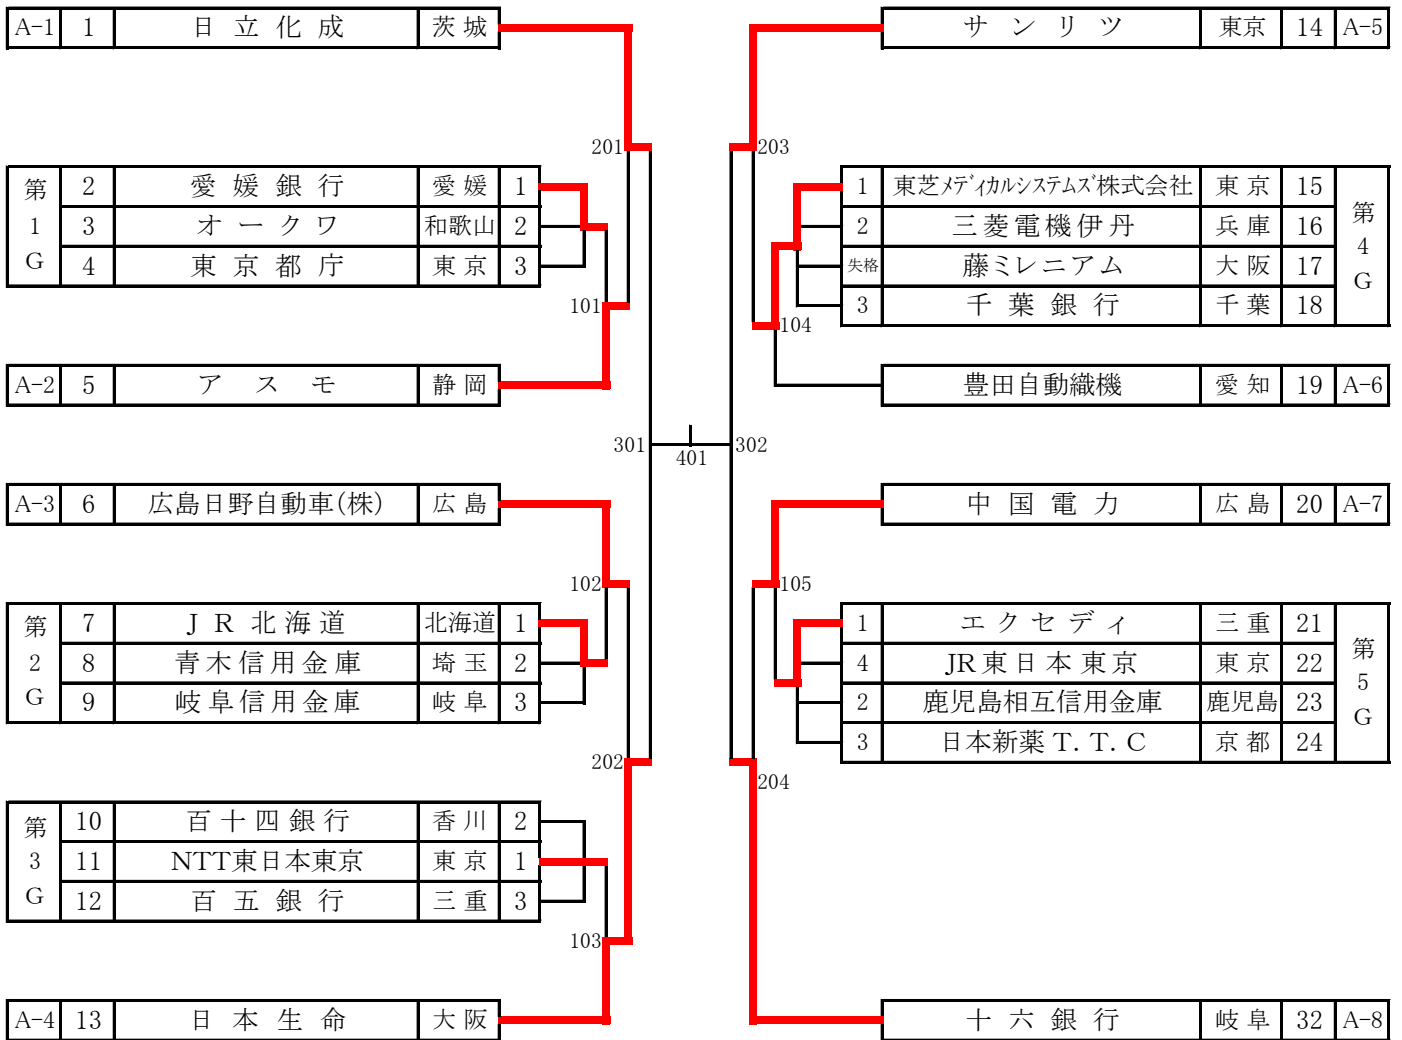 A-1 1 日立化成 茨城
201
第1G
2 愛媛銀行 愛媛 1
3 オークワ 和歌山 2
4 東京都庁 東京 3
101
A-2 5 アスモ 静岡
301
A-3 6 広島日野自動車(株) 広島
102
第2G
7 JR北海道 北海道 1
8 青木信用金庫 埼玉 2
9 岐阜信用金庫 岐阜 3
202
第3G
10 百十四銀行 香川 2
11 NTT東日本東京 東京 1
12 百五銀行 三重 3
103
A-4 13 日本生命 大阪
401
サンリツ 東京 14 A-5
203
1 東芝メディカルシステムズ株式会社 東京 15
2 三菱電機伊丹 兵庫 16
失格 藤ミレニアム 大阪 17
3 千葉銀行 千葉 18
第4G
104
豊田自動織機 愛知 19 A-6
302
中国電力 広島 20 A-7
105
1 エクセディ 三重 21
4 JR東日本東京 東京 22
2 鹿児島相互信用金庫 鹿児島 23
3 日本新薬T.T.C 京都 24
第5G
204
十六銀行 岐阜 32 A-8